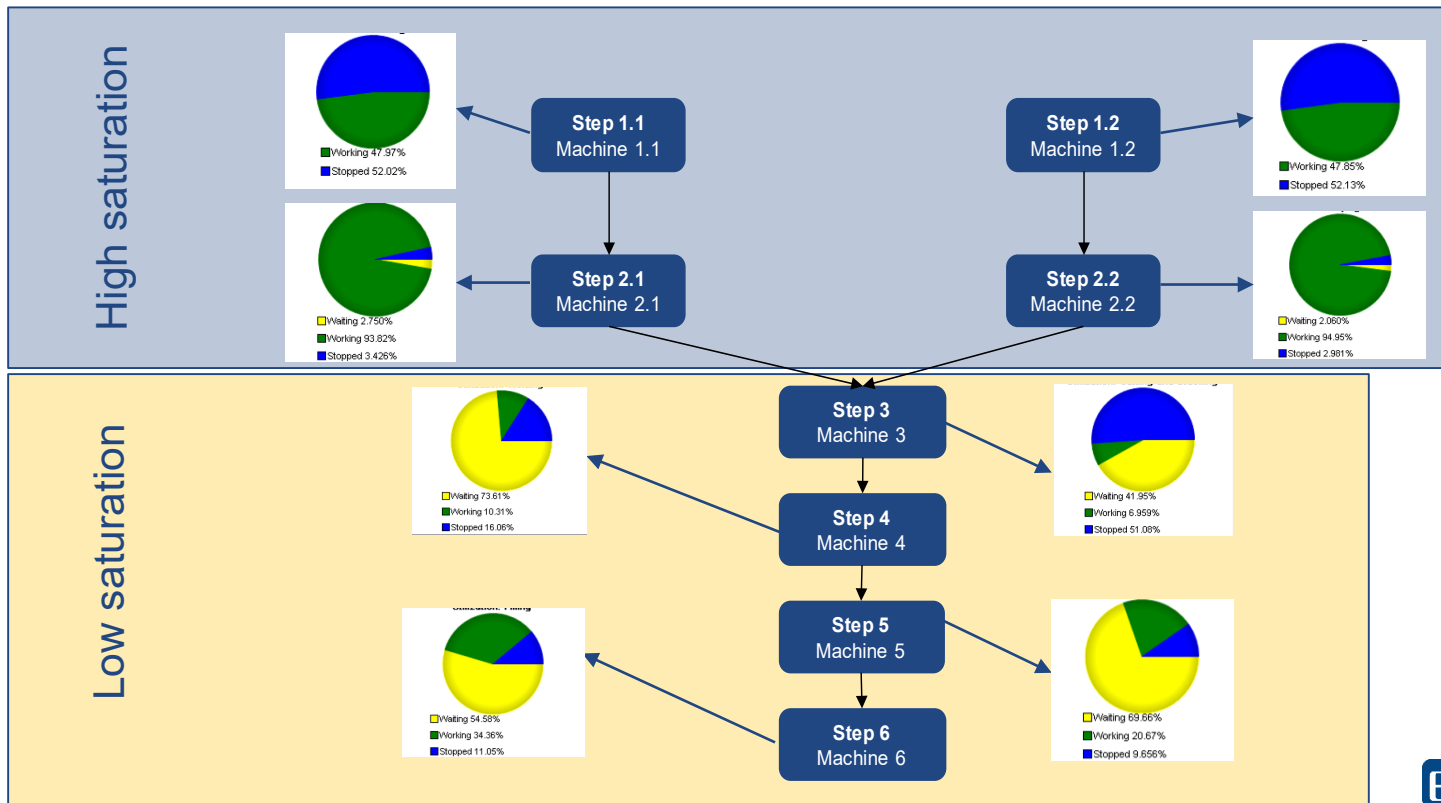 High saturation
Working 47.97%
Stopped 52.02%
Step 1.1
Machine 1.1
Step 1.2
Machine 1.2
Working 47.85%
Stopped 52.13%
Waiting 2.750%
Working 93.82%
Stopped 3.426%
Step 2.1
Machine 2.1
Step 2.2
Machine 2.2
Waiting 2.060%
Working 94.95%
Stopped 2.981%
Low saturation
Waiting 73.61%
Working 10.31%
Stopped 16.06%
Step 3
Machine 3
Waiting 41.95%
Working 6.959%
Stopped 51.08%
Step 4
Machine 4
Waiting 54.58%
Working 34.36%
Stopped 11.05%
Step 5
Machine 5
Waiting 69.66%
Working 20.67%
Stopped 9.656%
Step 6
Machine 6